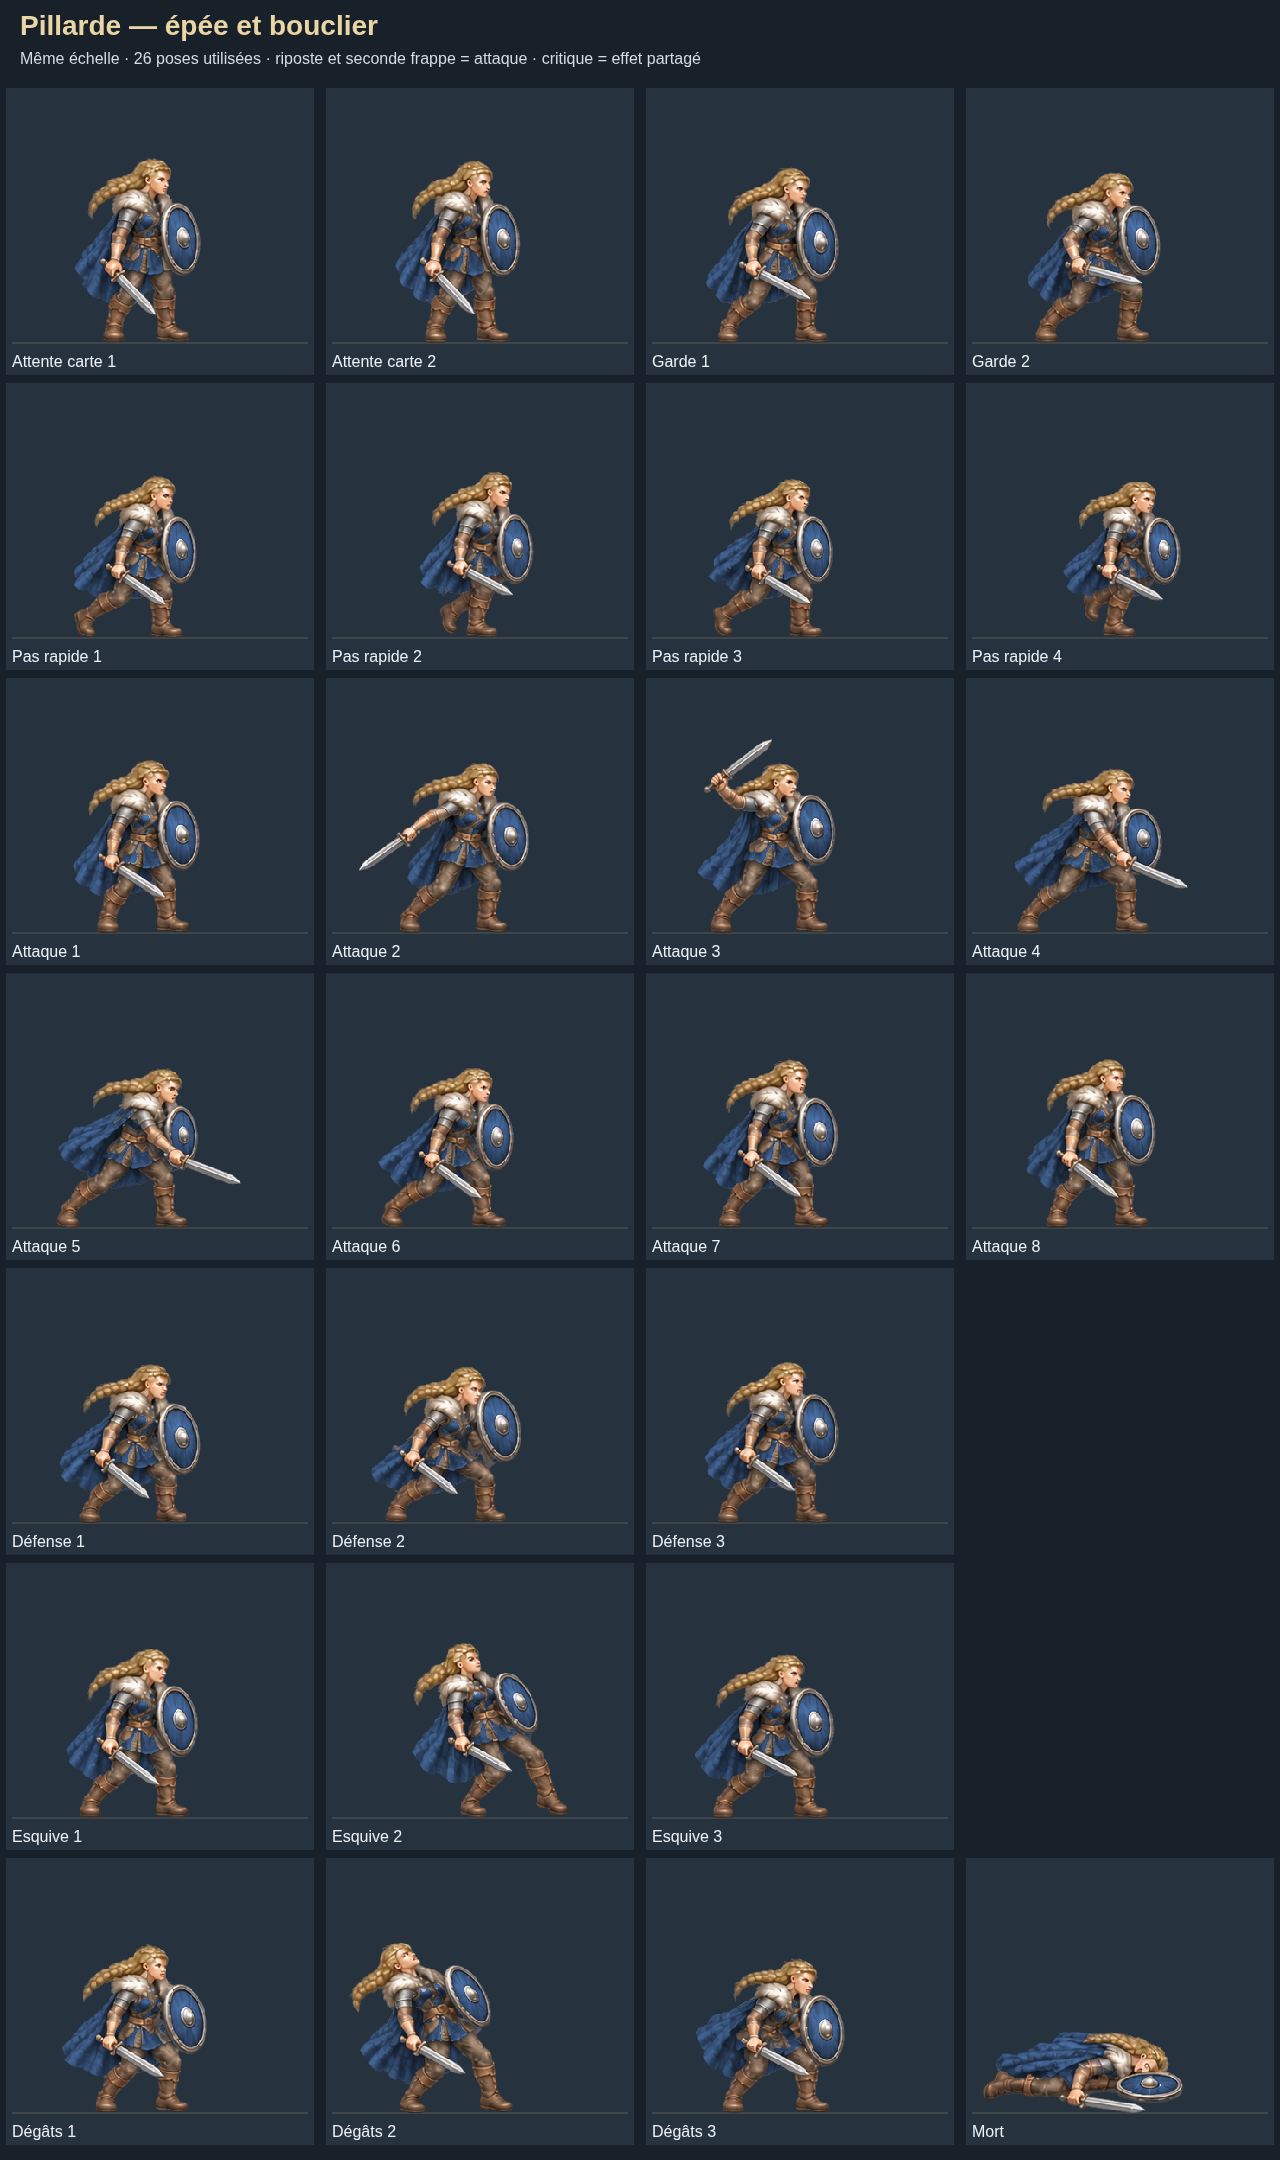 Pillarde — épée et bouclier
Même échelle · 26 poses utilisées · riposte et seconde frappe = attaque · critique = effet partagé
Attente carte 1
Attente carte 2
Garde 1
Garde 2
Pas rapide 1
Pas rapide 2
Pas rapide 3
Pas rapide 4
Attaque 1
Attaque 2
Attaque 3
Attaque 4
Attaque 5
Attaque 6
Attaque 7
Attaque 8
Défense 1
Défense 2
Défense 3
Esquive 1
Esquive 2
Esquive 3
Dégâts 1
Dégâts 2
Dégâts 3
Mort